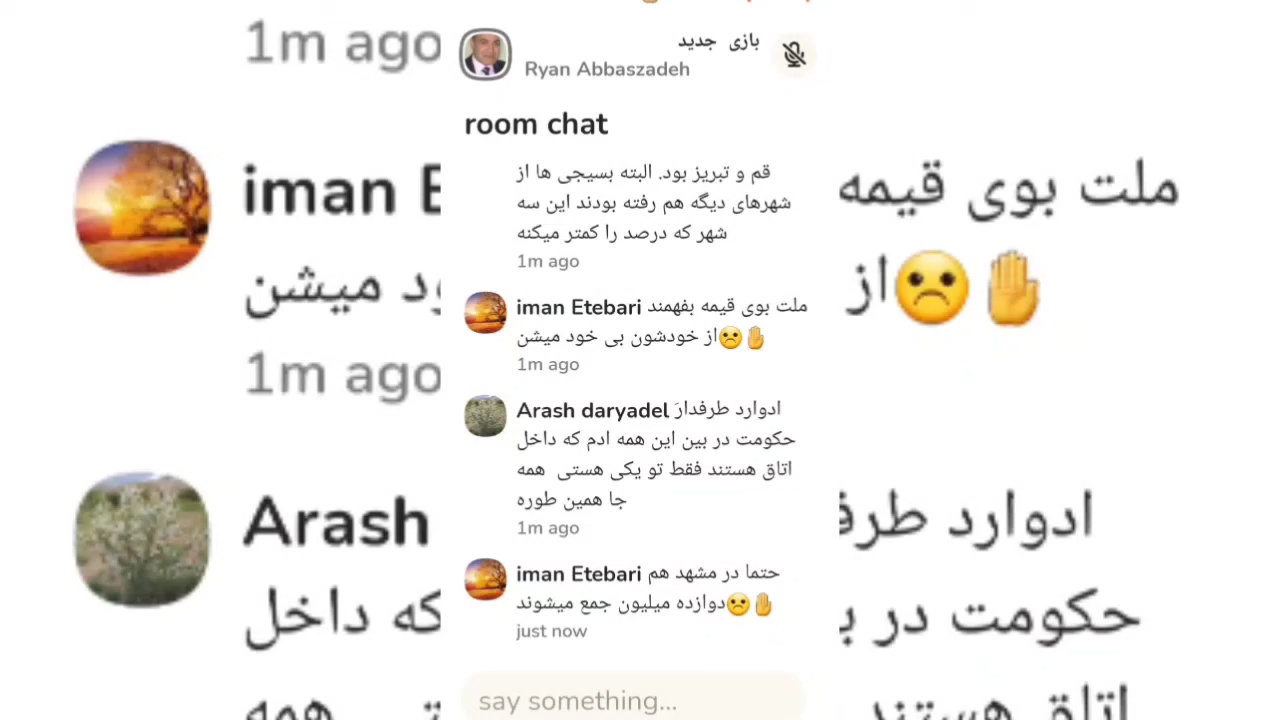 بازی جدید
Ryan Abbaszadeh
room chat
قم و تبریز بود. البته بسیجی ها از
شهرهای دیگه هم رفته بودند این سه
شهر که درصد را کمتر میکنه
1m ago
iman Etebari ملت بوی قیمه بفهمند
از خودشون بی خود میشن☹️✋
1m ago
Arash daryadel ادوارد طرفدارَ
حکومت در بین این همه ادم که داخل
اتاق هستند فقط تو یکی هستی همه
جا همین طوره
1m ago
iman Etebari حتما در مشهد هم
دوازده میلیون جمع میشوند☹️✋
just now
say something...
1m ago
iman E
ود میشن
1m ago
Arash
که داخل
همه
ملت بوی قیمه
از☹️✋
ادوارد طرف
حکومت در ب
اتاق هستند